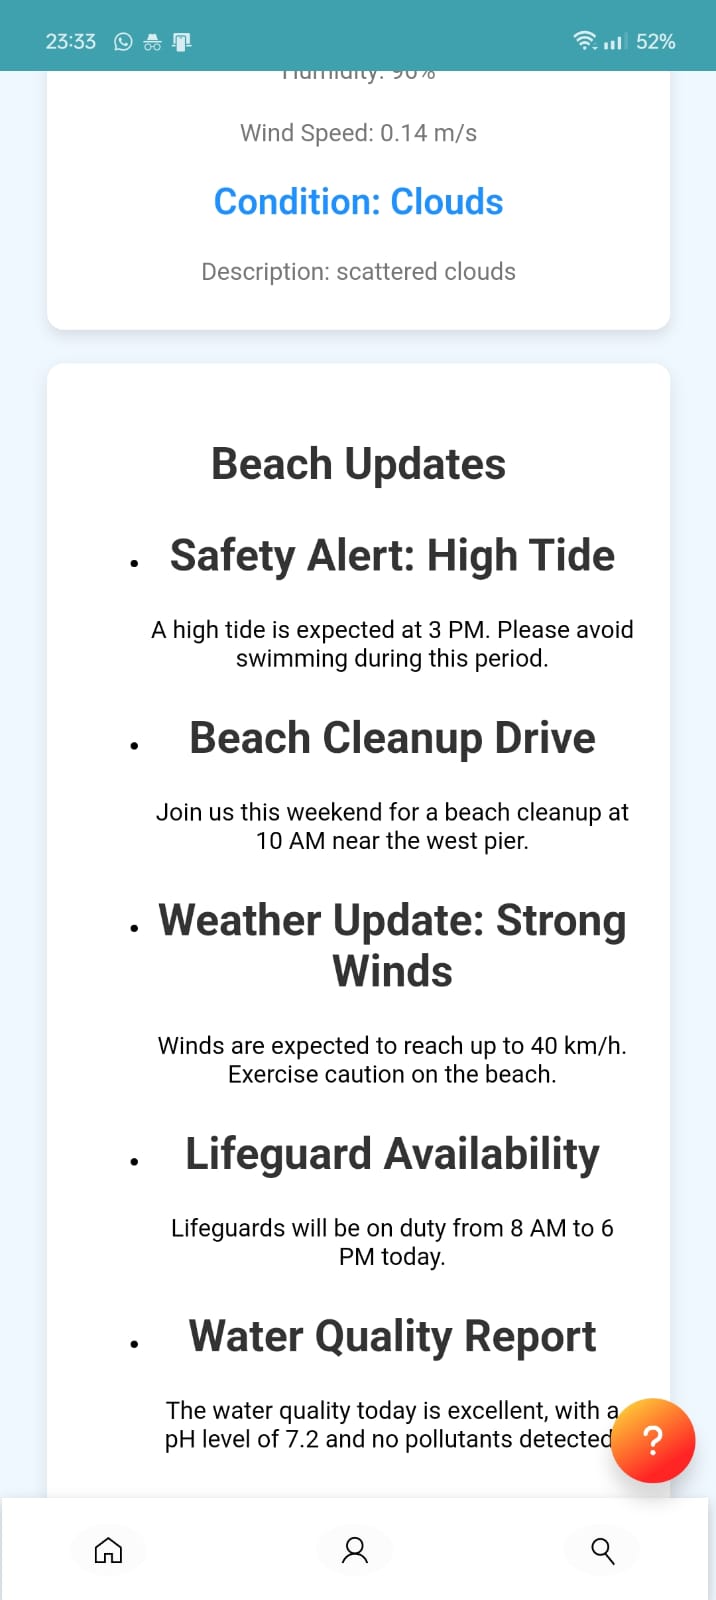 23:33
52%
Humidity: 90%
Wind Speed: 0.14 m/s
Condition: Clouds
Description: scattered clouds
Beach Updates
• Safety Alert: High Tide
A high tide is expected at 3 PM. Please avoid
swimming during this period.
• Beach Cleanup Drive
Join us this weekend for a beach cleanup at
10 AM near the west pier.
• Weather Update: Strong
Winds
Winds are expected to reach up to 40 km/h.
Exercise caution on the beach.
• Lifeguard Availability
Lifeguards will be on duty from 8 AM to 6
PM today.
• Water Quality Report
The water quality today is excellent, with a
pH level of 7.2 and no pollutants detected
?